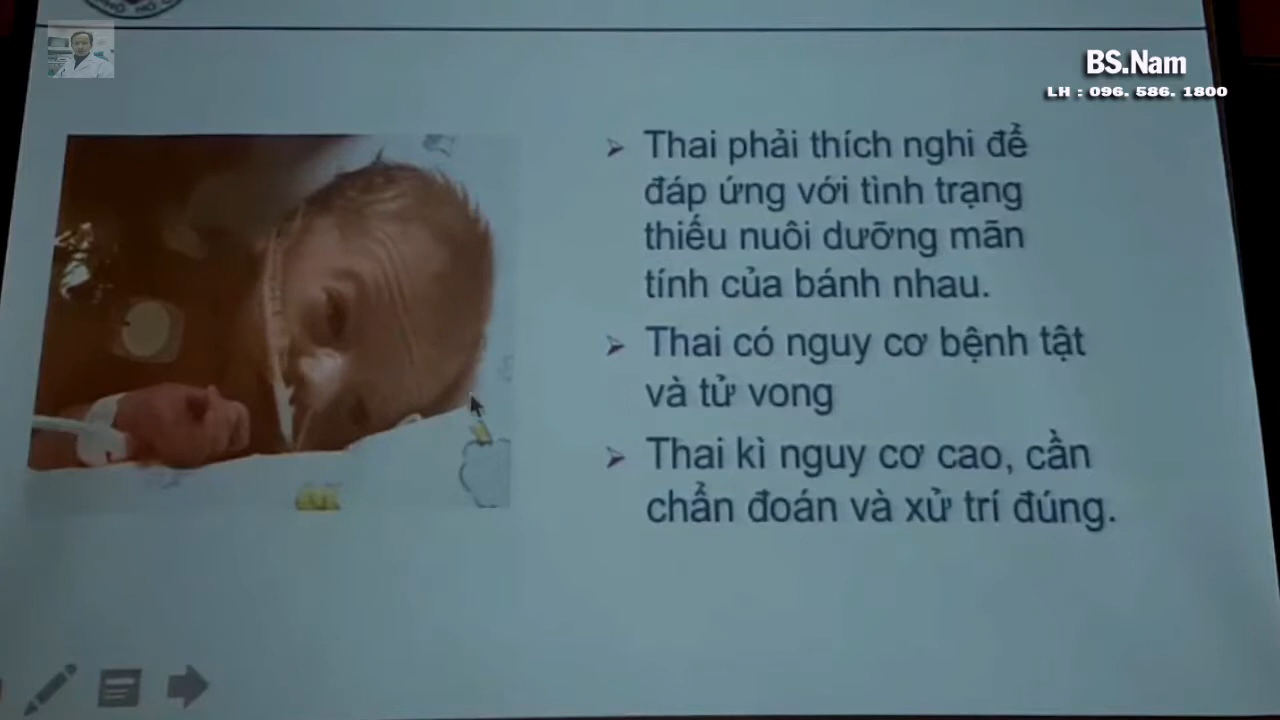 BS.Nam
LH : 096. 586. 1800
Thai phải thích nghi để
đáp ứng với tình trạng
thiếu nuôi dưỡng mãn
tính của bánh nhau.
Thai có nguy cơ bệnh tật
và tử vong
Thai kì nguy cơ cao, cần
chẩn đoán và xử trí đúng.